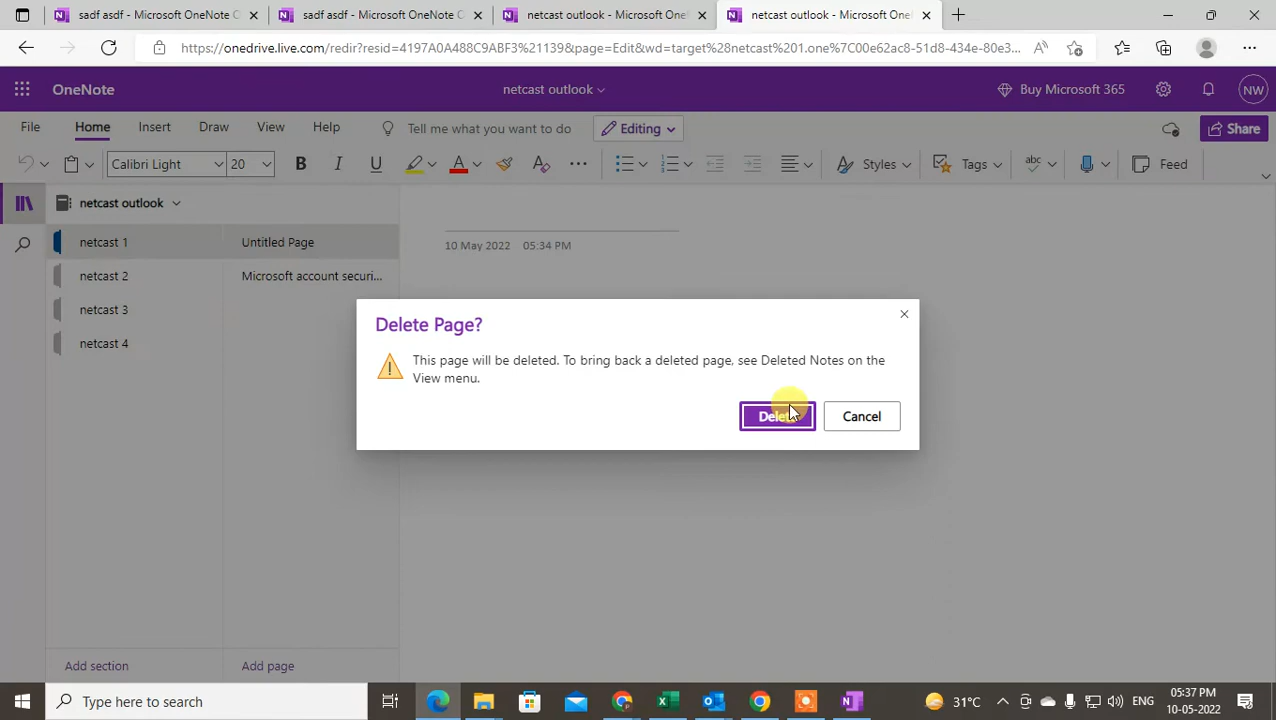 sadf asdf - Microsoft OneNote O
sadf asdf - Microsoft OneNote O
netcast outlook - Microsoft OneN
netcast outlook - Microsoft OneN
https://onedrive.live.com/redir?resid=4197A0A488C9ABF3%21139&page=Edit&wd=target%28netcast%201.one%7C00e62ac8-51d8-434e-80e3...
OneNote
netcast outlook
Buy Microsoft 365
NW
File
Home
Insert
Draw
View
Help
Tell me what you want to do
Editing
Share
Calibri Light
20
B
I
U
A
A
abc
Styles
Tags
Feed
netcast outlook
netcast 1
Untitled Page
10 May 2022 05:34 PM
netcast 2
Microsoft account securi...
netcast 3
netcast 4
Delete Page?
This page will be deleted. To bring back a deleted page, see Deleted Notes on the
View menu.
Delete
Cancel
Add section
Add page
Type here to search
31°C
ENG
05:37 PM
10-05-2022